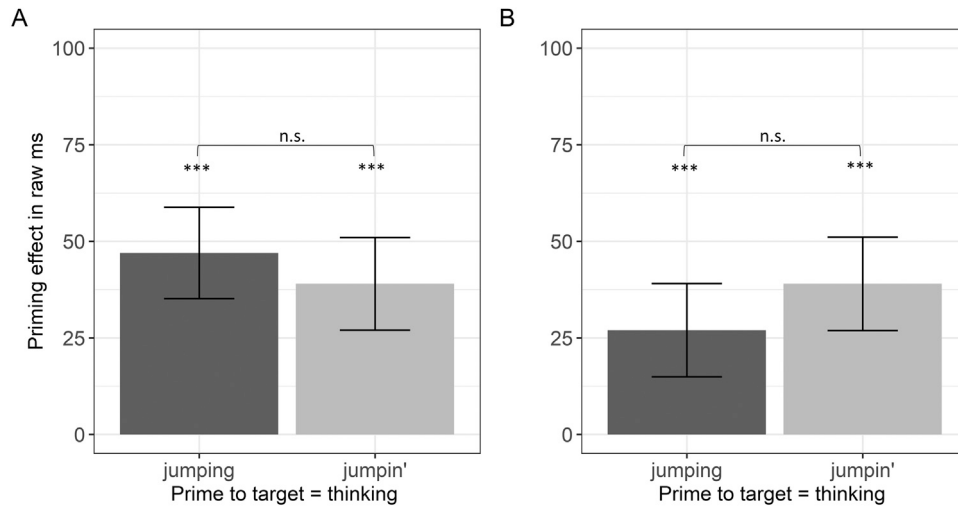 A
Priming effect in raw ms
100
75
50
25
0
n.s.
*** ***
jumping jumpin'
Prime to target = thinking
B
100
75
50
25
0
n.s.
*** ***
jumping jumpin'
Prime to target = thinking